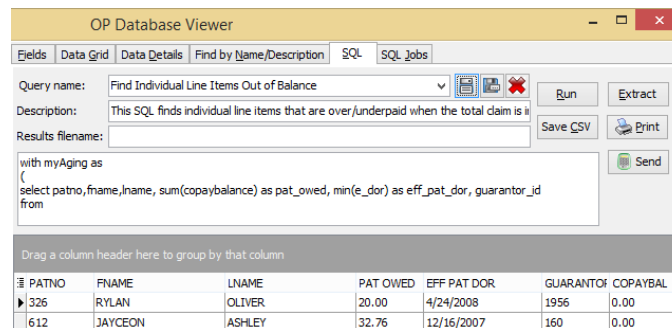 OP Database Viewer
Fields Data Grid Data Details Find by Name/Description SQL SQL Jobs
Query name: Find Individual Line Items Out of Balance
Run Extract
Description: This SQL finds individual line items that are over/underpaid when the total claim is i
Results filename: Save CSV Print
with myAging as
(
select patno,fname,lname, sum(copaybalance) as pat_owed, min(e_dor) as eff_pat_dor, guarantor_id
from
Send
Drag a column header here to group by that column
PATNO FNAME LNAME PAT OWED EFF PAT DOR GUARANTOF COPAYBAL
326 RYLAN OLIVER 20.00 4/24/2008 1956 0.00
612 JAYCEON ASHLEY 32.76 12/16/2007 160 0.00